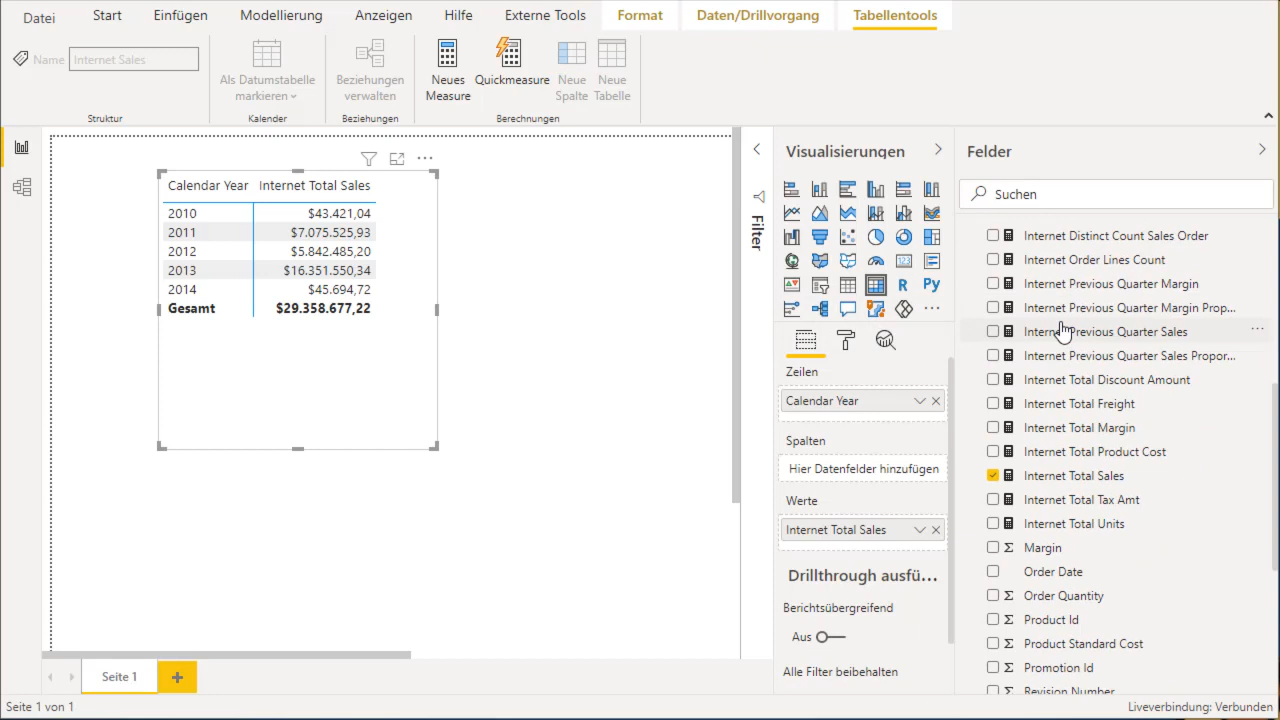 Datei Start Einfügen Modellierung Anzeigen Hilfe Externe Tools Format Daten/Drillvorgang Tabellentools
Name Internet Sales
Als Datumstabelle markieren
Beziehungen verwalten
Neues Measure
Quickmeasure
Neue Spalte
Neue Tabelle
Struktur Kalender Beziehungen Berechnungen
Calendar Year Internet Total Sales
2010 $43.421,04
2011 $7.075.525,93
2012 $5.842.485,20
2013 $16.351.550,34
2014 $45.694,72
Gesamt $29.358.677,22
Filter
Visualisierungen
R Py
123
Zeilen
Calendar Year
Spalten
Hier Datenfelder hinzufügen
Werte
Internet Total Sales
Drillthrough ausfü...
Berichtsübergreifend
Aus
Alle Filter beibehalten
Felder
Suchen
Internet Distinct Count Sales Order
Internet Order Lines Count
Internet Previous Quarter Margin
Internet Previous Quarter Margin Prop...
Internet Previous Quarter Sales
Internet Previous Quarter Sales Propor...
Internet Total Discount Amount
Internet Total Freight
Internet Total Margin
Internet Total Product Cost
Internet Total Sales
Internet Total Tax Amt
Internet Total Units
Margin
Order Date
Order Quantity
Product Id
Product Standard Cost
Promotion Id
Revision Number
Seite 1
Seite 1 von 1
Liveverbindung: Verbunden